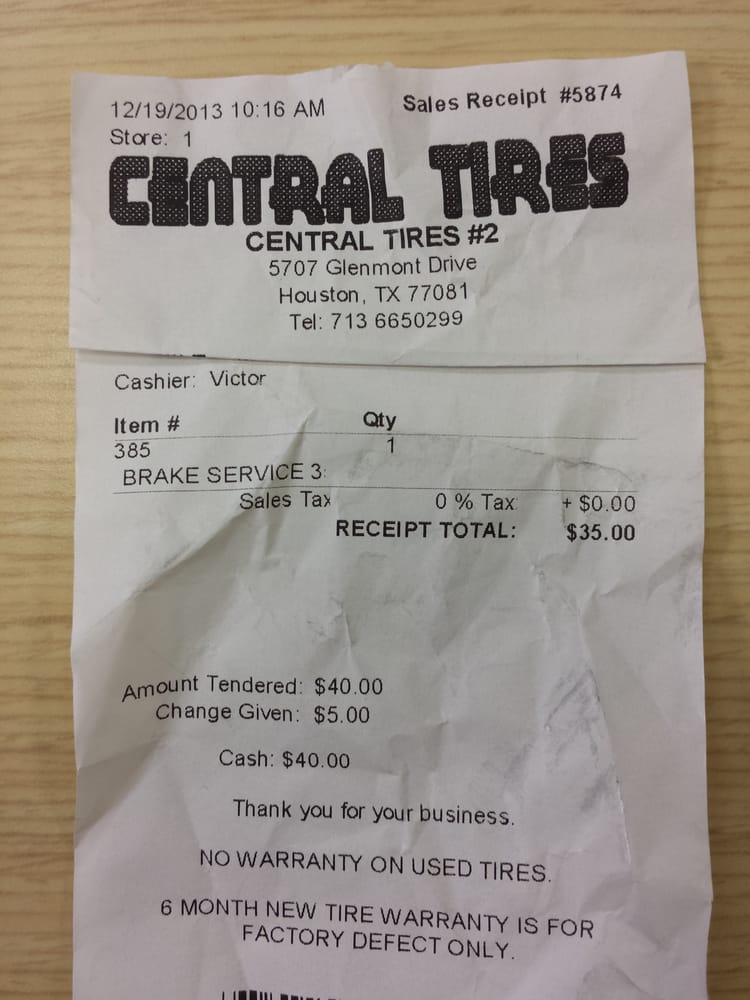 12/19/2013 10:16 AM Sales Receipt #5874
Store: 1
CENTRAL TIRES
CENTRAL TIRES #2
5707 Glenmont Drive
Houston, TX 77081
Tel: 713 6650299
Cashier: Victor
Item # Qty
385 1
BRAKE SERVICE 3
Sales Tax 0 % Tax: + $0.00
RECEIPT TOTAL: $35.00
Amount Tendered: $40.00
Change Given: $5.00
Cash: $40.00
Thank you for your business.
NO WARRANTY ON USED TIRES.
6 MONTH NEW TIRE WARRANTY IS FOR
FACTORY DEFECT ONLY.